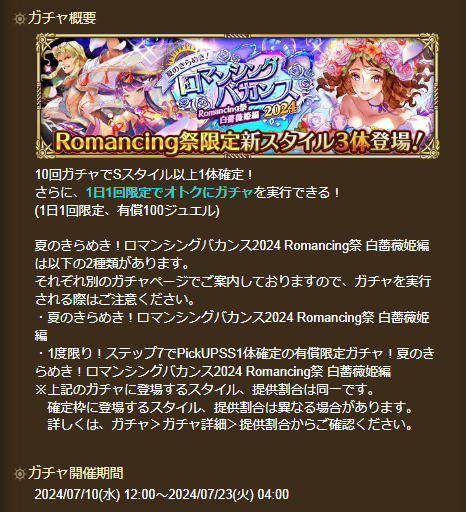 ガチャ概要
夏のきらめき！
ロマンシング
バカンス
Romancing祭
白薔薇姫編
2024
Romancing祭限定新スタイル3体登場！
10回ガチャでSスタイル以上1体確定！
さらに、1日1回限定でオトクにガチャを実行できる！
(1日1回限定、有償100ジュエル)
夏のきらめき！ロマンシングバカンス2024 Romancing祭 白薔薇姫編
は以下の2種類があります。
それぞれ別のガチャページでご案内しておりますので、ガチャを実行
される際はご注意ください。
・夏のきらめき！ロマンシングバカンス2024 Romancing祭 白薔薇姫
編
・1度限り！ステップ7でPickUPSS1体確定の有償限定ガチャ！夏のき
らめき！ロマンシングバカンス2024 Romancing祭 白薔薇姫編
※上記のガチャに登場するスタイル、提供割合は同一です。
確定枠に登場するスタイル、提供割合は異なる場合があります。
詳しくは、ガチャ＞ガチャ詳細＞提供割合からご確認ください。
ガチャ開催期間
2024/07/10(水) 12:00～2024/07/23(火) 04:00